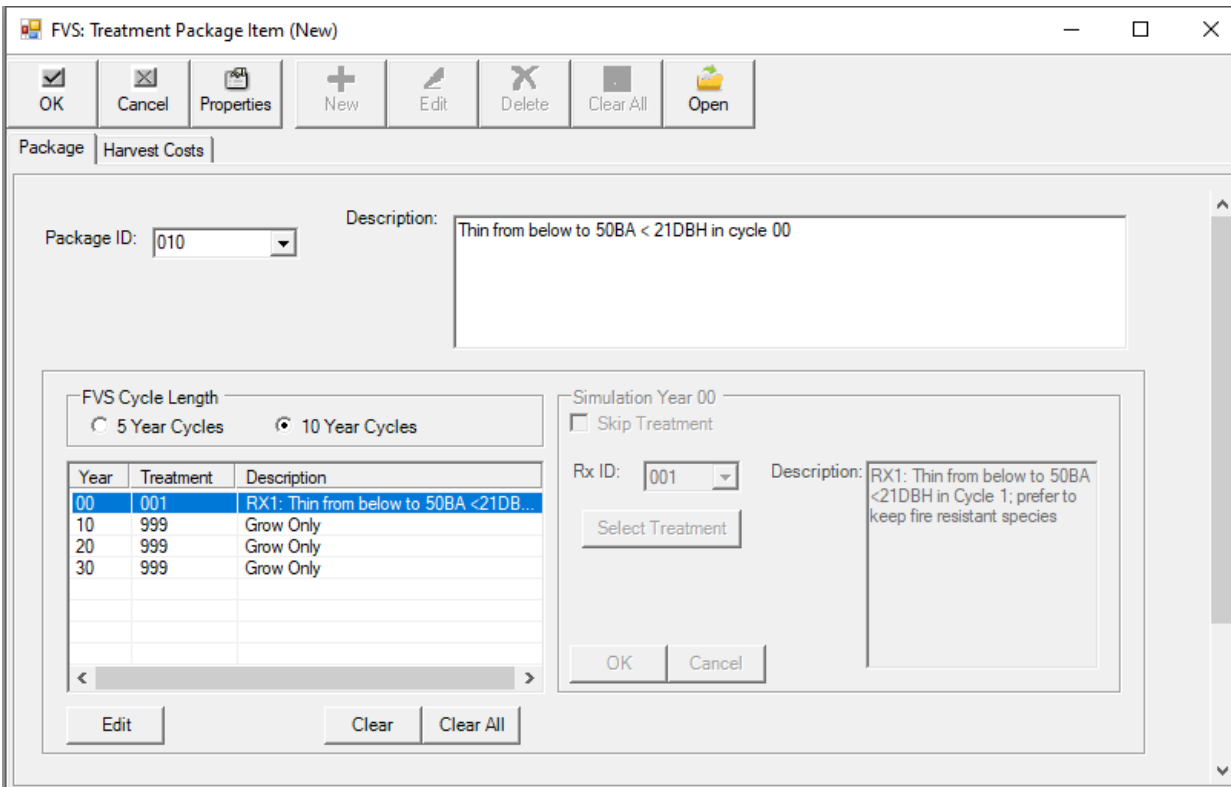 FVS: Treatment Package Item (New)
OK Cancel Properties New Edit Delete Clear All Open
Package Harvest Costs
Package ID: 010
Description: Thin from below to 50BA < 21DBH in cycle 00
FVS Cycle Length
5 Year Cycles 10 Year Cycles
Year Treatment Description
00 001 RX1: Thin from below to 50BA <21DB...
10 999 Grow Only
20 999 Grow Only
30 999 Grow Only
Edit Clear Clear All
Simulation Year 00
Skip Treatment
Rx ID: 001
Select Treatment
Description: RX1: Thin from below to 50BA
<21DBH in Cycle 1; prefer to
keep fire resistant species
OK Cancel